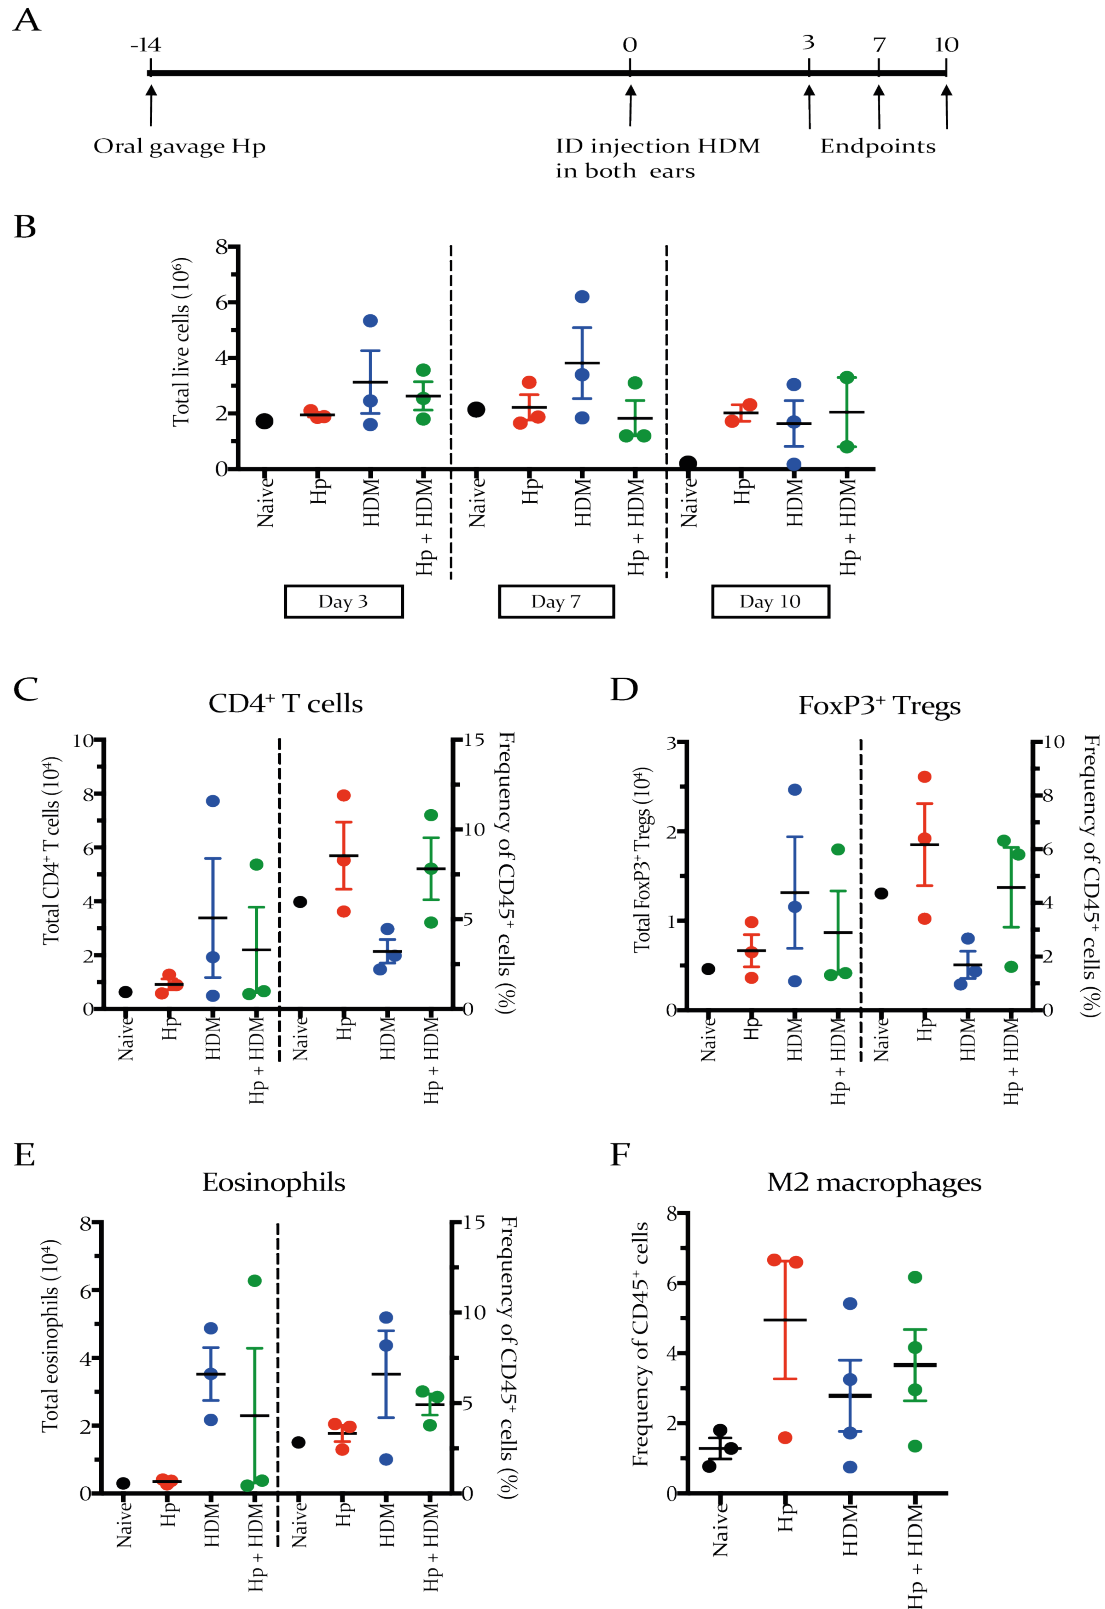 A
-14 0 3 7 10
Oral gavage Hp
ID injection HDM
in both ears
Endpoints
B
Total live cells (10⁶)
8
6
4
2
0
Naive Hp HDM Hp + HDM Naive Hp HDM Hp + HDM Naive Hp HDM Hp + HDM
Day 3 Day 7 Day 10
C
CD4⁺ T cells
Total CD4⁺ T cells (10⁴)
10
8
6
4
2
0
15
10
5
0
Frequency of CD45⁺ cells (%)
Naive Hp HDM Hp + HDM Naive Hp HDM Hp + HDM
D
FoxP3⁺ Tregs
Total FoxP3⁺ Tregs (10⁴)
3
2
1
0
10
8
6
4
2
0
Frequency of CD45⁺ cells (%)
Naive Hp HDM Hp + HDM Naive Hp HDM Hp + HDM
E
Eosinophils
Total eosinophils (10⁴)
8
6
4
2
0
15
10
5
0
Frequency of CD45⁺ cells (%)
Naive Hp HDM Hp + HDM Naive Hp HDM Hp + HDM
F
M2 macrophages
Frequency of CD45⁺ cells
8
6
4
2
0
Naive Hp HDM Hp + HDM